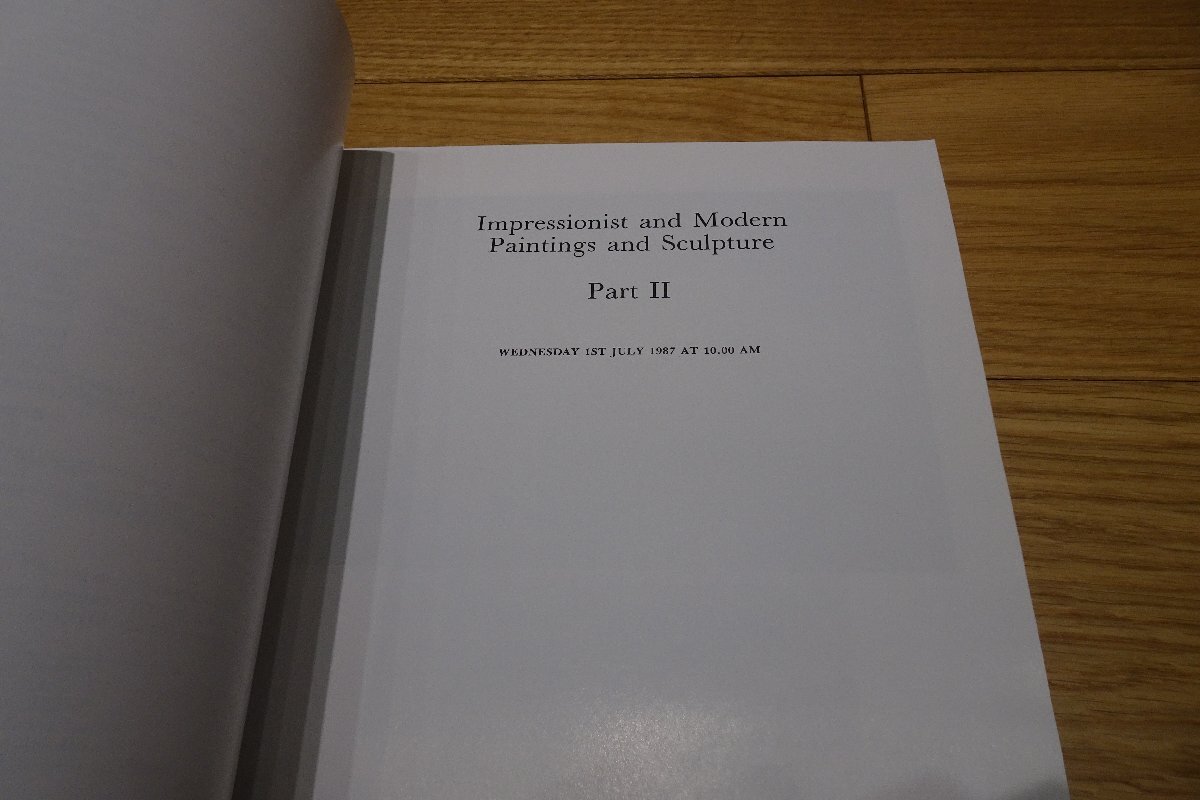 Impressionist and Modern
Paintings and Sculpture
Part II
WEDNESDAY 1ST JULY 1987 AT 10.00 AM